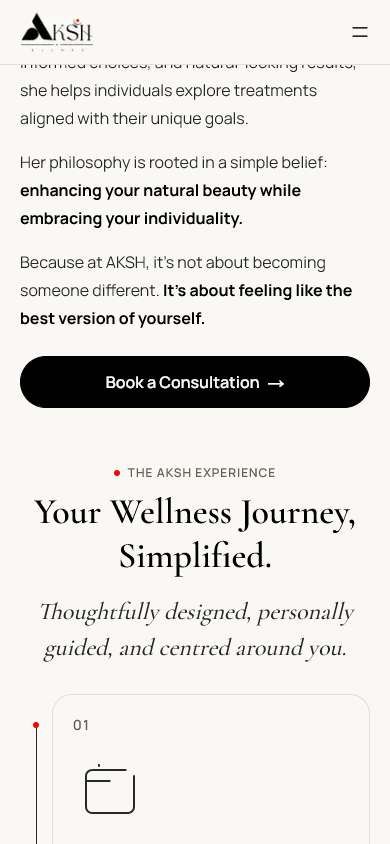 AKSH
informed choices, and natural-looking results,
she helps individuals explore treatments
aligned with their unique goals.
Her philosophy is rooted in a simple belief:
enhancing your natural beauty while
embracing your individuality.
Because at AKSH, it's not about becoming
someone different. It's about feeling like the
best version of yourself.
Book a Consultation →
THE AKSH EXPERIENCE
Your Wellness Journey,
Simplified.
Thoughtfully designed, personally
guided, and centred around you.
01